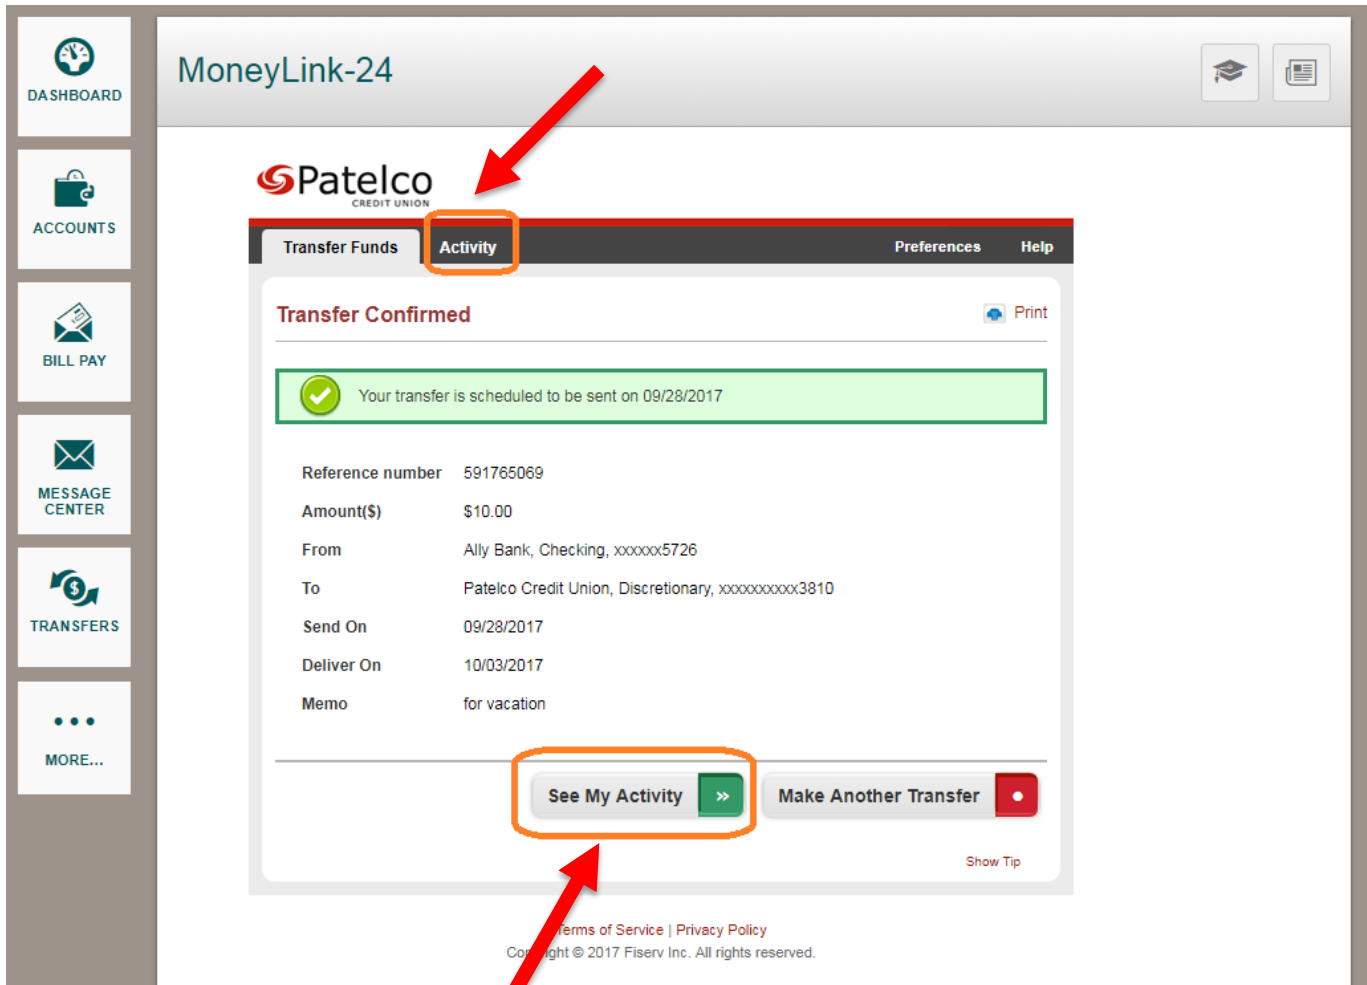 MoneyLink-24
DASHBOARD
ACCOUNTS
BILL PAY
MESSAGE
CENTER
TRANSFERS
MORE...
Patelco
CREDIT UNION
Transfer Funds Activity Preferences Help
Transfer Confirmed Print
Your transfer is scheduled to be sent on 09/28/2017
Reference number 591765069
Amount($) $10.00
From Ally Bank, Checking, xxxxxx5726
To Patelco Credit Union, Discretionary, xxxxxxxxxx3810
Send On 09/28/2017
Deliver On 10/03/2017
Memo for vacation
See My Activity » Make Another Transfer
Show Tip
Terms of Service | Privacy Policy
Copyright © 2017 Fiserv Inc. All rights reserved.